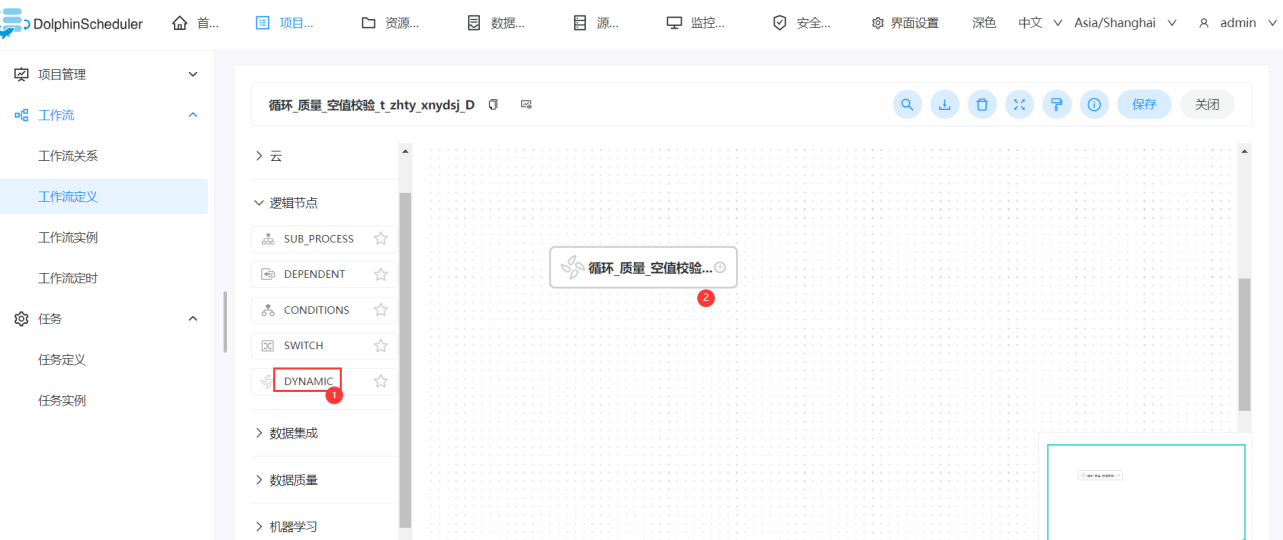 DolphinScheduler
首...
项目...
资源...
数据...
源...
监控...
安全...
界面设置
深色
中文
Asia/Shanghai
admin
项目管理
工作流
工作流关系
工作流定义
工作流实例
工作流定时
任务
任务定义
任务实例
循环_质量_空值校验_t_zhty_xnydsj_D
保存
关闭
云
逻辑节点
SUB_PROCESS
DEPENDENT
CONDITIONS
SWITCH
DYNAMIC
1
数据集成
数据质量
机器学习
循环_质量_空值校验...
2